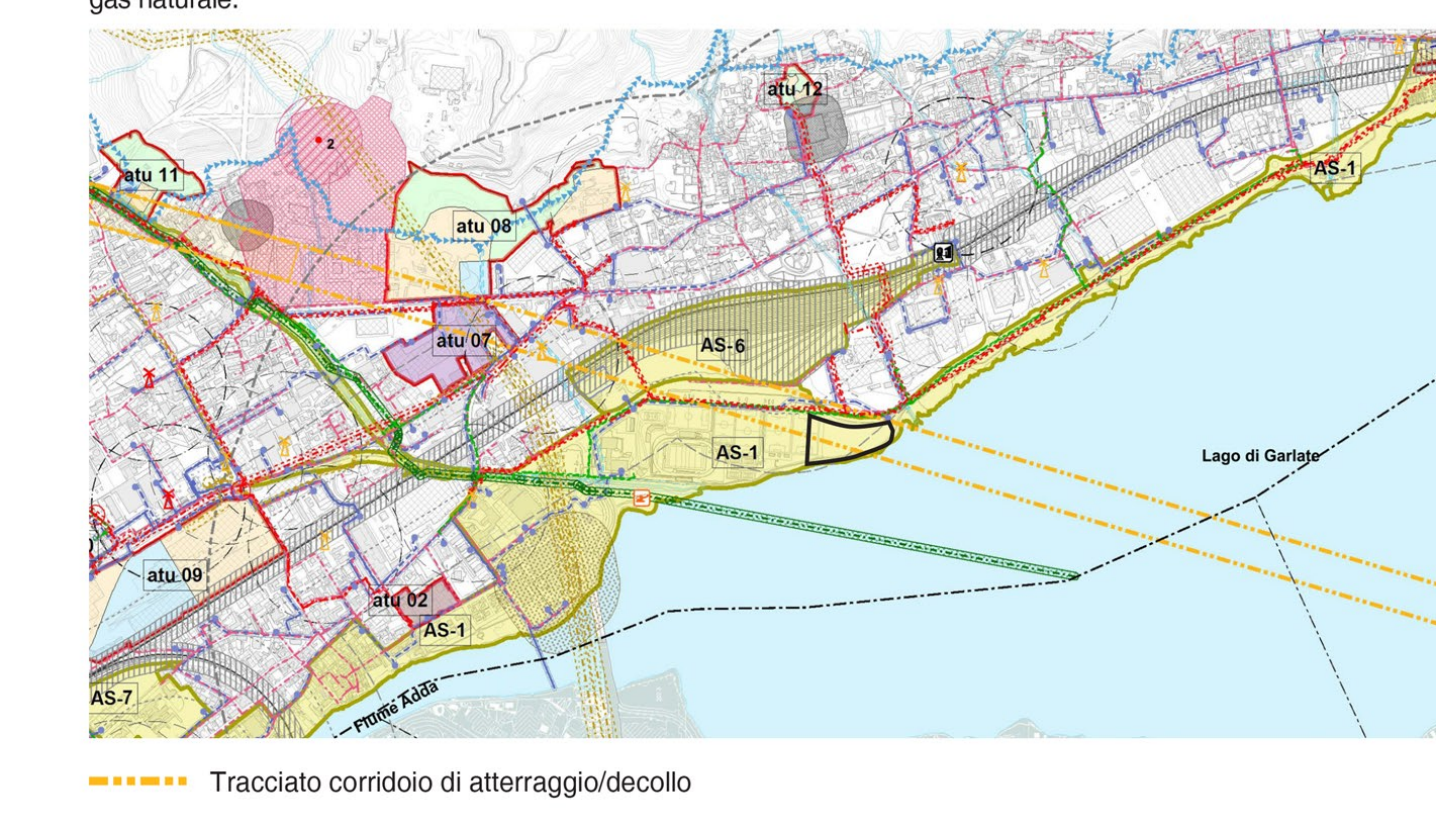 gas naturale.
atu 12
2
atu 11
AS-1
atu 08
atu 07
AS-6
AS-1
Lago di Garlate
atu 09
atu 02
AS-1
AS-7
Fiume Adda
Tracciato corridoio di atterraggio/decollo